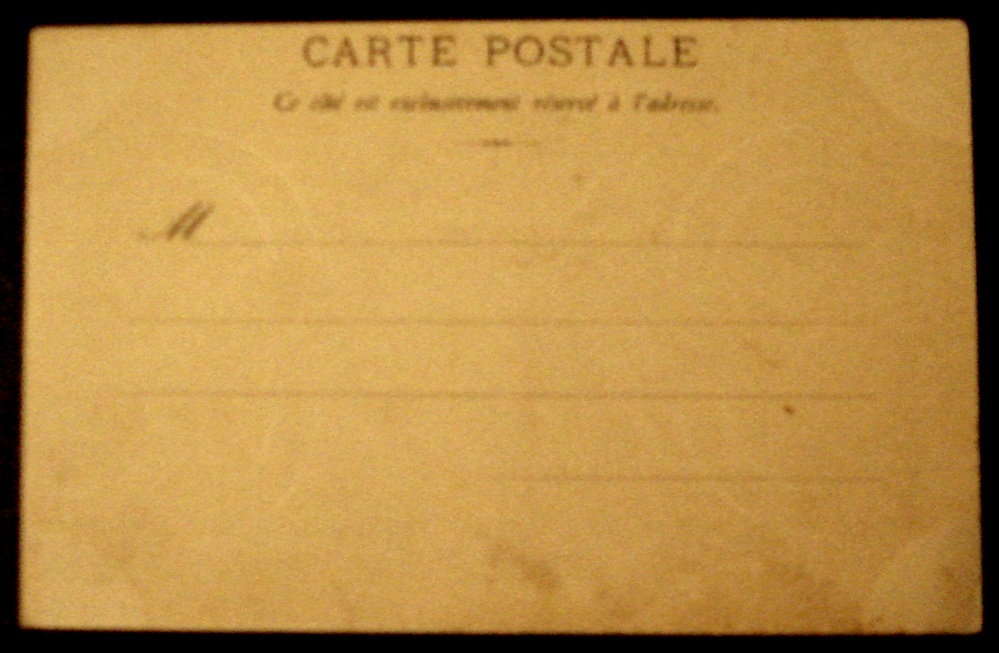 CARTE POSTALE
Ce côté est exclusivement réservé à l'adresse.
M